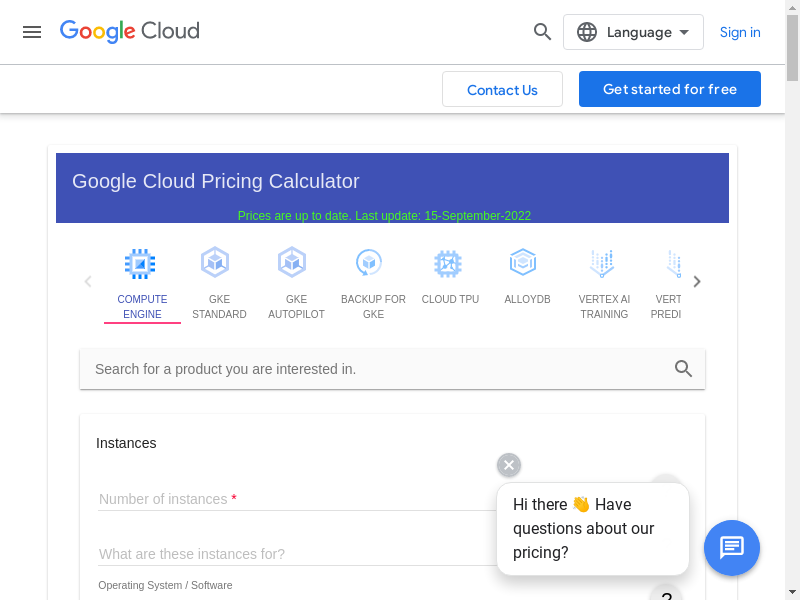 Google Cloud
Language
Sign in
Contact Us
Get started for free
Google Cloud Pricing Calculator
Prices are up to date. Last update: 15-September-2022
COMPUTE
ENGINE
GKE
STANDARD
GKE
AUTOPILOT
BACKUP FOR
GKE
CLOUD TPU
ALLOYDB
VERTEX AI
TRAINING
VERT
PREDI
Search for a product you are interested in.
Instances
Number of instances *
What are these instances for?
Operating System / Software
Hi there 👋 Have
questions about our
pricing?
?